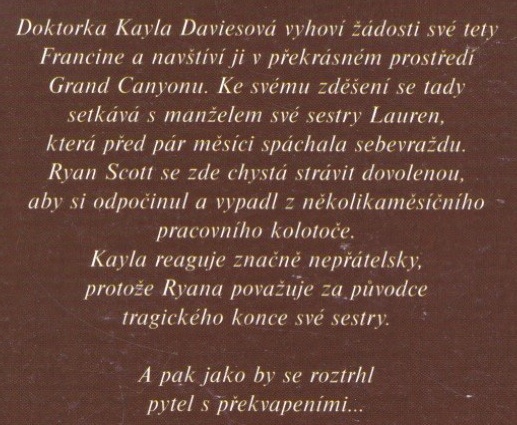 Doktorka Kayla Daviesová vyhoví žádosti své tety
Francine a navštíví ji v překrásném prostředí
Grand Canyonu. Ke svému zděšení se tady
setkává s manželem své sestry Lauren,
která před pár měsíci spáchala sebevraždu.
Ryan Scott se zde chystá strávit dovolenou,
aby si odpočinul a vypadl z několikaměsíčního
pracovního kolotoče.
Kayla reaguje značně nepřátelsky,
protože Ryana považuje za původce
tragického konce své sestry.
A pak jako by se roztrhl
pytel s překvapeními...